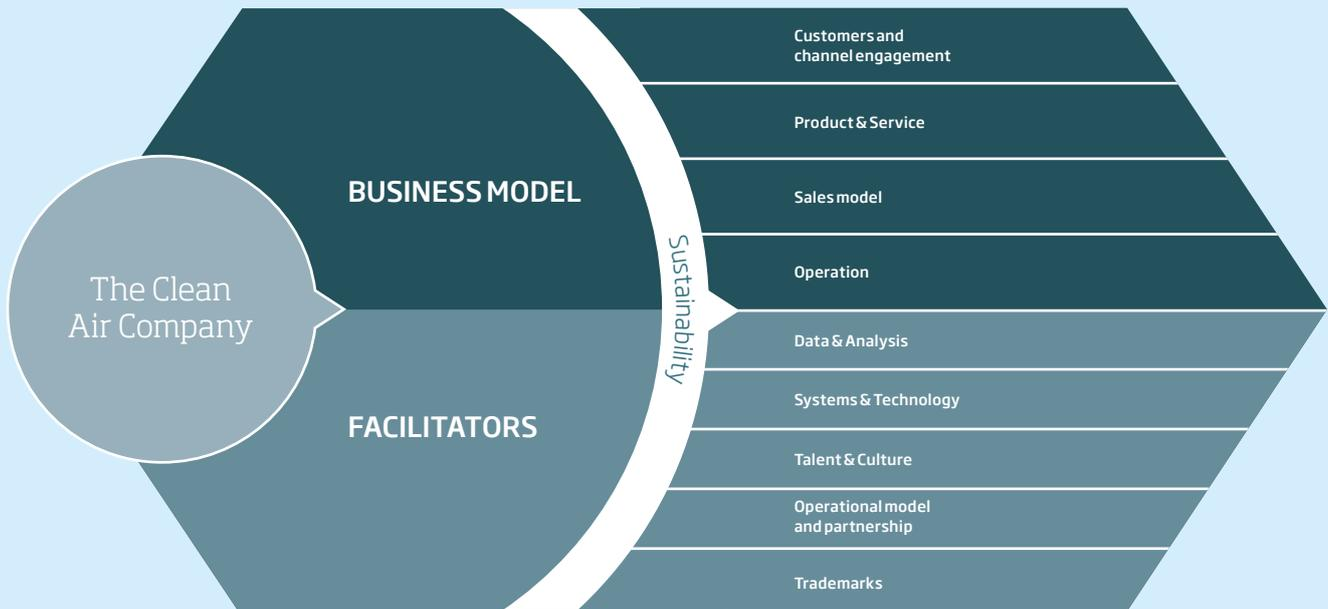 The Clean
Air Company
BUSINESS MODEL
FACILITATORS
Sustainability
Customers and
channel engagement
Product & Service
Sales model
Operation
Data & Analysis
Systems & Technology
Talent & Culture
Operational model
and partnership
Trademarks